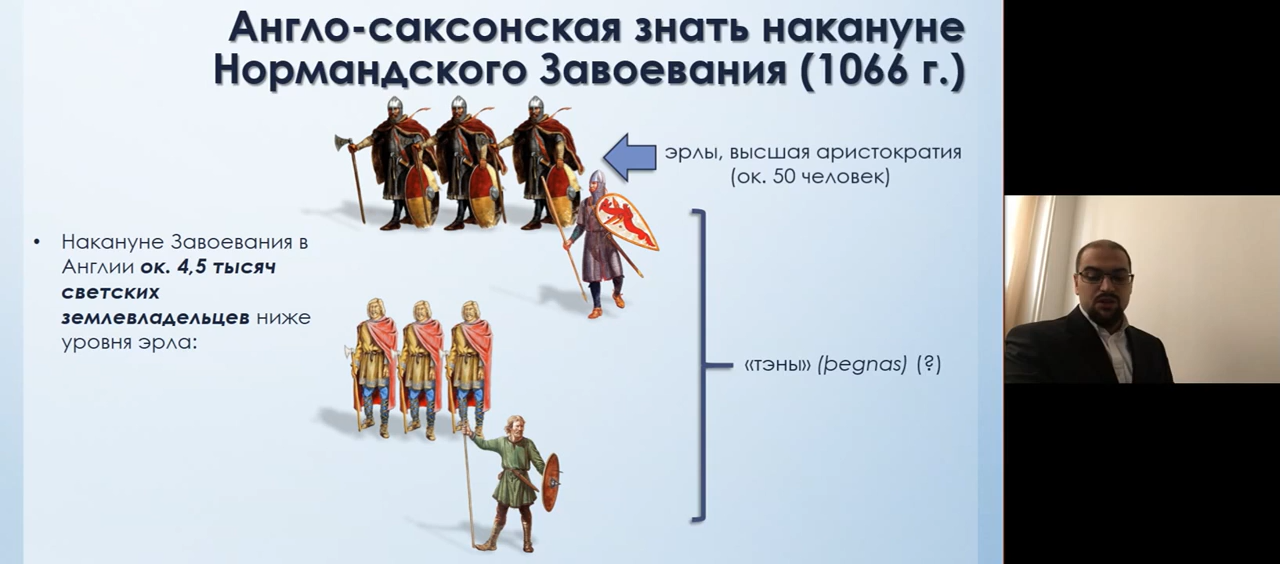 Англо-саксонская знать накануне
Нормандского Завоевания (1066 г.)
эрлы, высшая аристократия
(ок. 50 человек)
• Накануне Завоевания в
Англии ок. 4,5 тысяч
светских
землевладельцев ниже
уровня эрла:
«тэны» (þegnas) (?)